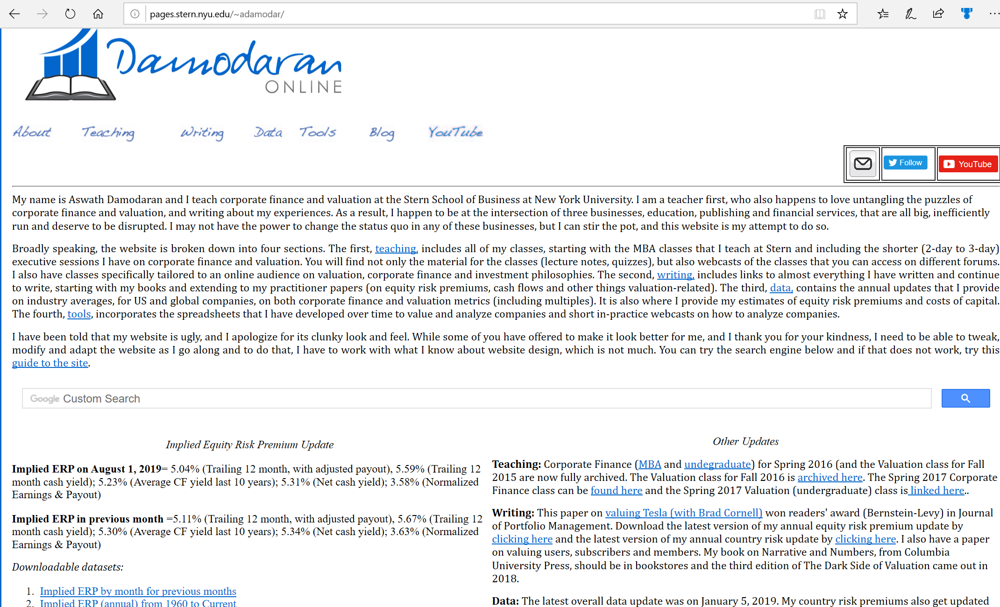 pages.stern.nyu.edu/~adamodar/
Damodaran
ONLINE
About Teaching Writing Data Tools Blog YouTube
Follow YouTube
My name is Aswath Damodaran and I teach corporate finance and valuation at the Stern School of Business at New York University. I am a teacher first, who also happens to love untangling the puzzles of
corporate finance and valuation, and writing about my experiences. As a result, I happen to be at the intersection of three businesses, education, publishing and financial services, that are all big, inefficiently
run and deserve to be disrupted. I may not have the power to change the status quo in any of these businesses, but I can stir the pot, and this website is my attempt to do so.
Broadly speaking, the website is broken down into four sections. The first, teaching, includes all of my classes, starting with the MBA classes that I teach at Stern and including the shorter (2-day to 3-day)
executive sessions I have on corporate finance and valuation. You will find not only the material for the classes (lecture notes, quizzes), but also webcasts of the classes that you can access on different forums.
I also have classes specifically tailored to an online audience on valuation, corporate finance and investment philosophies. The second, writing, includes links to almost everything I have written and continue
to write, starting with my books and extending to my practitioner papers (on equity risk premiums, cash flows and other things valuation-related). The third, data, contains the annual updates that I provide
on industry averages, for US and global companies, on both corporate finance and valuation metrics (including multiples). It is also where I provide my estimates of equity risk premiums and costs of capital.
The fourth, tools, incorporates the spreadsheets that I have developed over time to value and analyze companies and short in-practice webcasts on how to analyze companies.
I have been told that my website is ugly, and I apologize for its clunky look and feel. While some of you have offered to make it look better for me, and I thank you for your kindness, I need to be able to tweak,
modify and adapt the website as I go along and to do that, I have to work with what I know about website design, which is not much. You can try the search engine below and if that does not work, try this
guide to the site.
Google Custom Search
Implied Equity Risk Premium Update
Implied ERP on August 1, 2019= 5.04% (Trailing 12 month, with adjusted payout), 5.59% (Trailing 12
month cash yield); 5.23% (Average CF yield last 10 years); 5.31% (Net cash yield); 3.58% (Normalized
Earnings & Payout)
Implied ERP in previous month =5.11% (Trailing 12 month, with adjusted payout), 5.67% (Trailing 12
month cash yield); 5.30% (Average CF yield last 10 years); 5.34% (Net cash yield); 3.63% (Normalized
Earnings & Payout)
Downloadable datasets:
1. Implied ERP by month for previous months
2. Implied ERP (annual) from 1960 to Current
Other Updates
Teaching: Corporate Finance (MBA and undegraduate) for Spring 2016 (and the Valuation class for Fall
2015 are now fully archived. The Valuation class for Fall 2016 is archived here. The Spring 2017 Corporate
Finance class can be found here and the Spring 2017 Valuation (undergraduate) class is linked here..
Writing: This paper on valuing Tesla (with Brad Cornell) won readers' award (Bernstein-Levy) in Journal
of Portfolio Management. Download the latest version of my annual equity risk premium update by
clicking here and the latest version of my annual country risk update by clicking here. I also have a paper
on valuing users, subscribers and members. My book on Narrative and Numbers, from Columbia
University Press, should be in bookstores and the third edition of The Dark Side of Valuation came out in
2018.
Data: The latest overall data update was on January 5, 2019. My country risk premiums also get updated